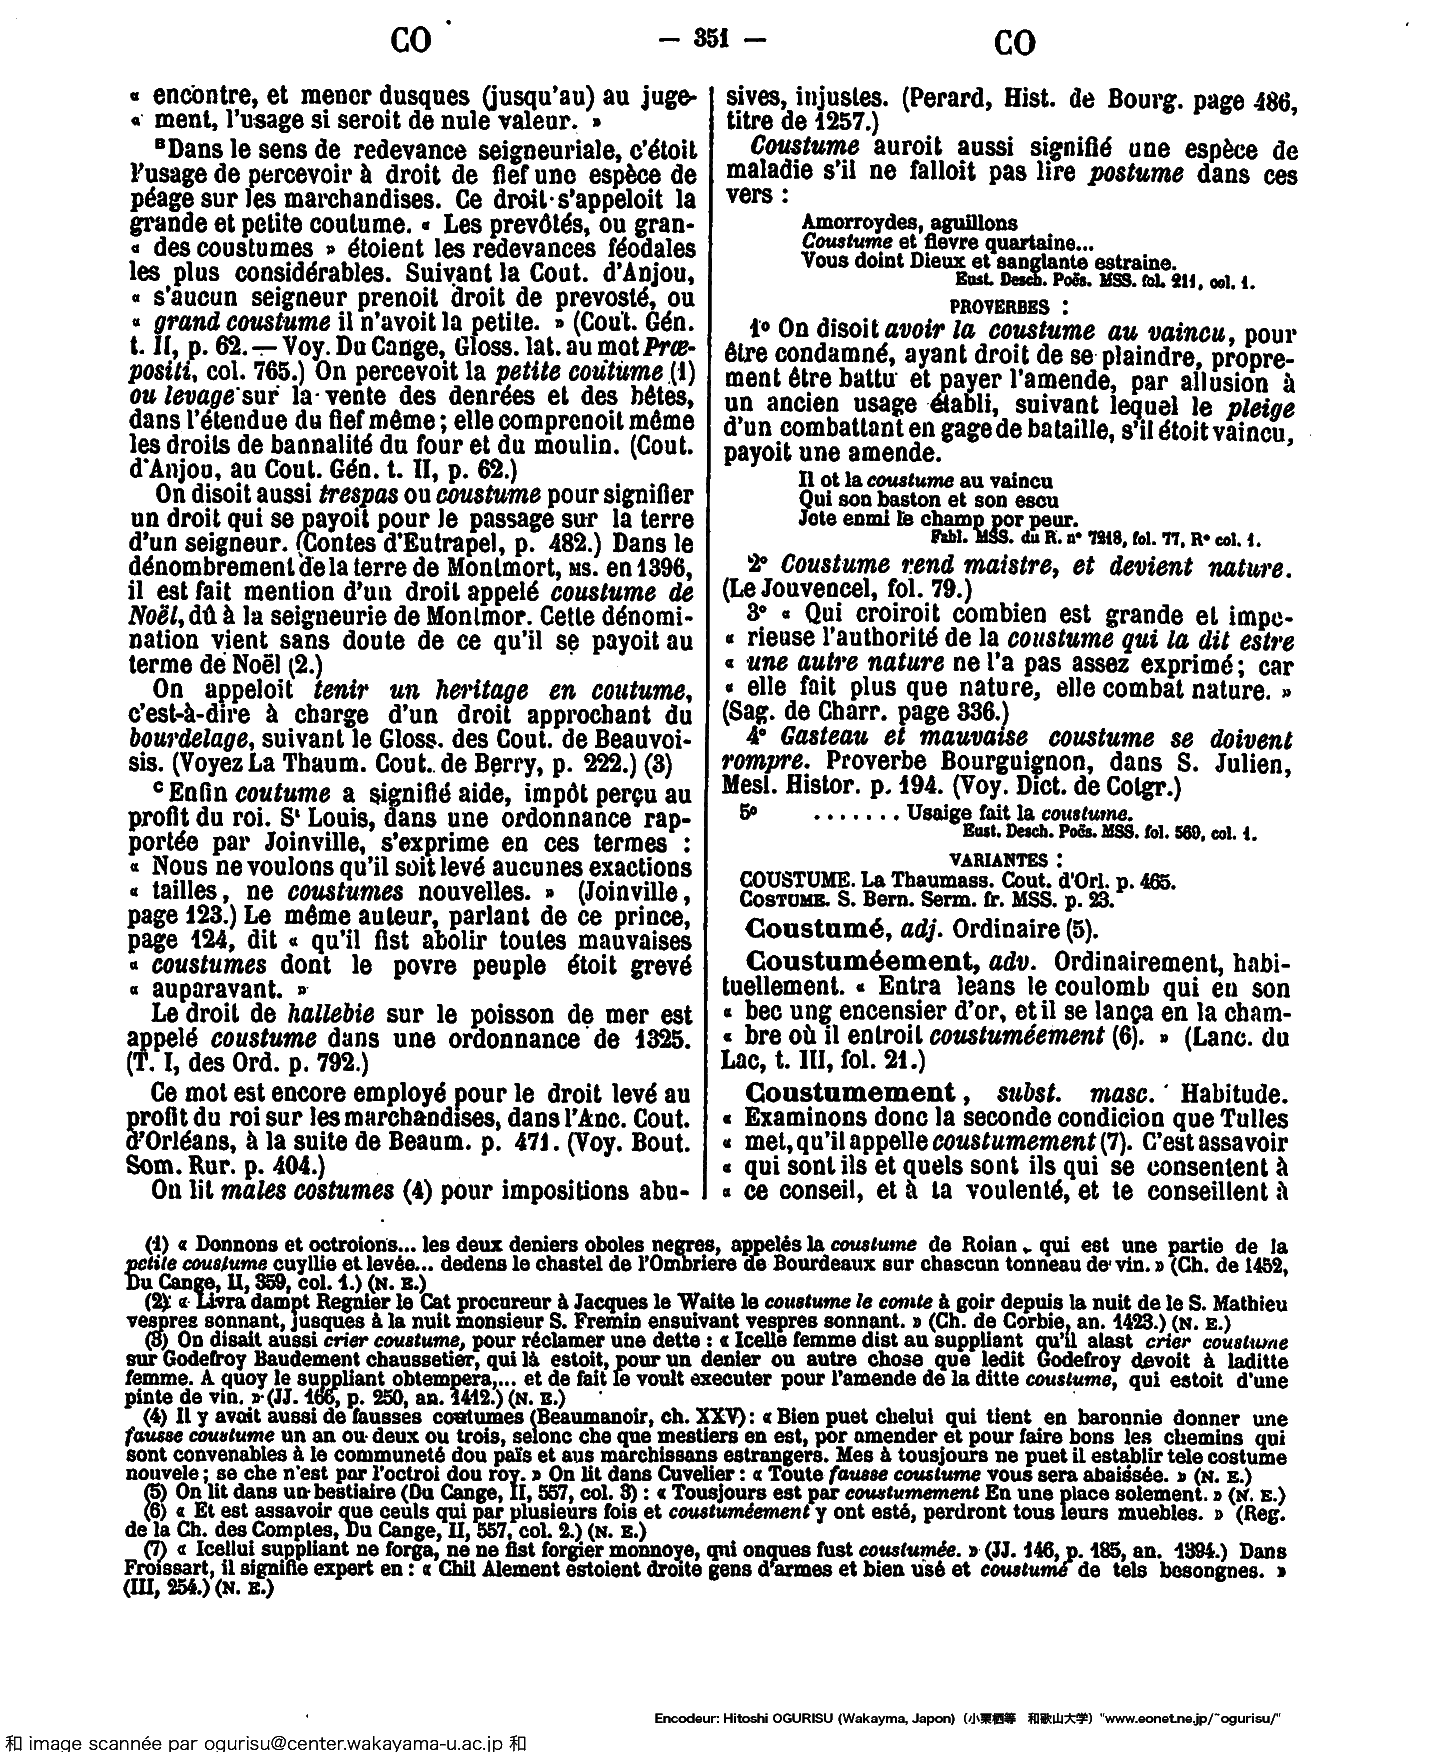 CO — 351 — CO
« encontre, et mener dusques (jusqu'au) au juge-
« ment, l'usage si seroit de nule valeur. »
ᴮDans le sens de redevance seigneuriale, c'étoit
l'usage de percevoir à droit de fief une espèce de
péage sur les marchandises. Ce droit s'appeloit la
grande et petite coutume. « Les prevôtés, ou gran-
« des coustumes » étoient les redevances féodales
les plus considérables. Suivant la Cout. d'Anjou,
« s'aucun seigneur prenoit droit de prevosté, ou
« grand coustume il n'avoit la petite. » (Cout. Gén.
t. II, p. 62. — Voy. Du Cange, Gloss. lat. au mot Præ-
positi, col. 765.) On percevoit la petite coutume (1)
ou levage sur la vente des denrées et des bêtes,
dans l'étendue du fief même ; elle comprenoit même
les droits de bannalité du four et du moulin. (Cout.
d'Anjou, au Cout. Gén. t. II, p. 62.)
On disoit aussi trespas ou coustume pour signifier
un droit qui se payoit pour le passage sur la terre
d'un seigneur. (Contes d'Eutrapel, p. 482.) Dans le
dénombrement de la terre de Montmort, MS. en 1396,
il est fait mention d'un droit appelé coustume de
Noël, dû à la seigneurie de Montmor. Cette dénomi-
nation vient sans doute de ce qu'il se payoit au
terme de Noël (2.)
On appeloit tenir un heritage en coutume,
c'est-à-dire à charge d'un droit approchant du
bourdelage, suivant le Gloss. des Cout. de Beauvoi-
sis. (Voyez La Thaum. Cout. de Berry, p. 222.) (3)
ᶜEnfin coutume a signifié aide, impôt perçu au
profit du roi. Sᵗ Louis, dans une ordonnance rap-
portée par Joinville, s'exprime en ces termes :
« Nous ne voulons qu'il soit levé aucunes exactions
« tailles, ne coustumes nouvelles. » (Joinville,
page 123.) Le même auteur, parlant de ce prince,
page 124, dit « qu'il fist abolir toutes mauvaises
« coustumes dont le povre peuple étoit grevé
« auparavant. »
Le droit de hallebie sur le poisson de mer est
appelé coustume dans une ordonnance de 1325.
(T. I, des Ord. p. 792.)
Ce mot est encore employé pour le droit levé au
profit du roi sur les marchandises, dans l'Anc. Cout.
d'Orléans, à la suite de Beaum. p. 471. (Voy. Bout.
Som. Rur. p. 404.)
On lit males costumes (4) pour impositions abu-
sives, injustes. (Perard, Hist. de Bourg. page 486,
titre de 1257.)
Coustume auroit aussi signifié une espèce de
maladie s'il ne falloit pas lire postume dans ces
vers :
Amorroydes, aguillons
Coustume et fievre quartaine...
Vous doint Dieux et sanglante estraine.
Eust. Desch. Poës. MSS. fol. 211, col. 1.
PROVERBES :
1º On disoit avoir la coustume au vaincu, pour
être condamné, ayant droit de se plaindre, propre-
ment être battu et payer l'amende, par allusion à
un ancien usage établi, suivant lequel le pleige
d'un combattant en gage de bataille, s'il étoit vaincu,
payoit une amende.
Il ot la coustume au vaincu
Qui son baston et son escu
Jote enmi le champ por peur.
Fabl. MSS. du R. nº 7218, fol. 77, Rº col. 1.
2º Coustume rend maistre, et devient nature.
(Le Jouvencel, fol. 79.)
3º « Qui croiroit combien est grande et impe-
« rieuse l'authorité de la coustume qui la dit estre
« une autre nature ne l'a pas assez exprimé ; car
« elle fait plus que nature, elle combat nature. »
(Sag. de Charr. page 336.)
4º Gasteau et mauvaise coustume se doivent
rompre. Proverbe Bourguignon, dans S. Julien,
Mesl. Histor. p. 194. (Voy. Dict. de Cotgr.)
5º ....... Usaige fait la coustume.
Eust. Desch. Poës. MSS. fol. 569, col. 1.
VARIANTES :
COUSTUME. La Thaumass. Cout. d'Orl. p. 465.
COSTUME. S. Bern. Serm. fr. MSS. p. 23.
Coustumé, adj. Ordinaire (5).
Coustuméement, adv. Ordinairement, habi-
tuellement. « Entra leans le coulomb qui en son
« bec ung encensier d'or, et il se lança en la cham-
« bre où il entroit coustuméement (6). » (Lanc. du
Lac, t. III, fol. 21.)
Coustumement, subst. masc. Habitude.
« Examinons donc la seconde condicion que Tulles
« met, qu'il appelle coustumement (7). C'est assavoir
« qui sont ils et quels sont ils qui se consentent à
« ce conseil, et à ta voulenté, et te conseillent à
(1) « Donnons et octroions... les deux deniers oboles negres, appelés la coustume de Roian, qui est une partie de la
petite coustume cuyllie et levée... dedens le chastel de l'Ombriere de Bourdeaux sur chascun tonneau de vin. » (Ch. de 1452,
Du Cange, II, 359, col. 1.) (N. E.)
(2) « Livra dampt Regnier le Cat procureur à Jacques le Waite le coustume le comte à goir depuis la nuit de le S. Mathieu
vespres sonnant, jusques à la nuit monsieur S. Fremin ensuivant vespres sonnant. » (Ch. de Corbie, an. 1423.) (N. E.)
(3) On disait aussi crier coustume, pour réclamer une dette : « Icelle femme dist au suppliant qu'il alast crier coustume
sur Godefroy Baudement chaussetier, qui là estoit, pour un denier ou autre chose que ledit Godefroy devoit à laditte
femme. A quoy le suppliant obtempera,... et de fait le voult executer pour l'amende de la ditte coustume, qui estoit d'une
pinte de vin. » (JJ. 166, p. 250, an. 1412.) (N. E.)
(4) Il y avait aussi de fausses coutumes (Beaumanoir, ch. XXV) : « Bien puet chelui qui tient en baronnie donner une
fausse coustume un an ou deux ou trois, selonc che que mestiers en est, por amender et pour faire bons les chemins qui
sont convenables à le communeté dou païs et aus marchissans estrangers. Mes à tousjours ne puet il establir tele costume
nouvele ; se che n'est par l'octroi dou roy. » On lit dans Cuvelier : « Toute fausse coustume vous sera abaissée. » (N. E.)
(5) On lit dans un bestiaire (Du Cange, II, 557, col. 3) : « Tousjours est par coustumement En une place solement. » (N. E.)
(6) « Et est assavoir que ceuls qui par plusieurs fois et coustuméement y ont esté, perdront tous leurs muebles. » (Reg.
de la Ch. des Comptes, Du Cange, II, 557, col. 2.) (N. E.)
(7) « Icellui suppliant ne forga, ne ne fist forgier monnoye, qui onques fust coustumée. » (JJ. 146, p. 185, an. 1394.) Dans
Froissart, il signifie expert en : « Chil Alement estoient droite gens d'armes et bien usé et coustumé de tels besongnes. »
(III, 254.) (N. E.)
Encodeur: Hitoshi OGURISU (Wakayma, Japon) (小栗栖等 和歌山大学) "www.eonet.ne.jp/~ogurisu/"
和 image scannée par ogurisu@center.wakayama-u.ac.jp 和